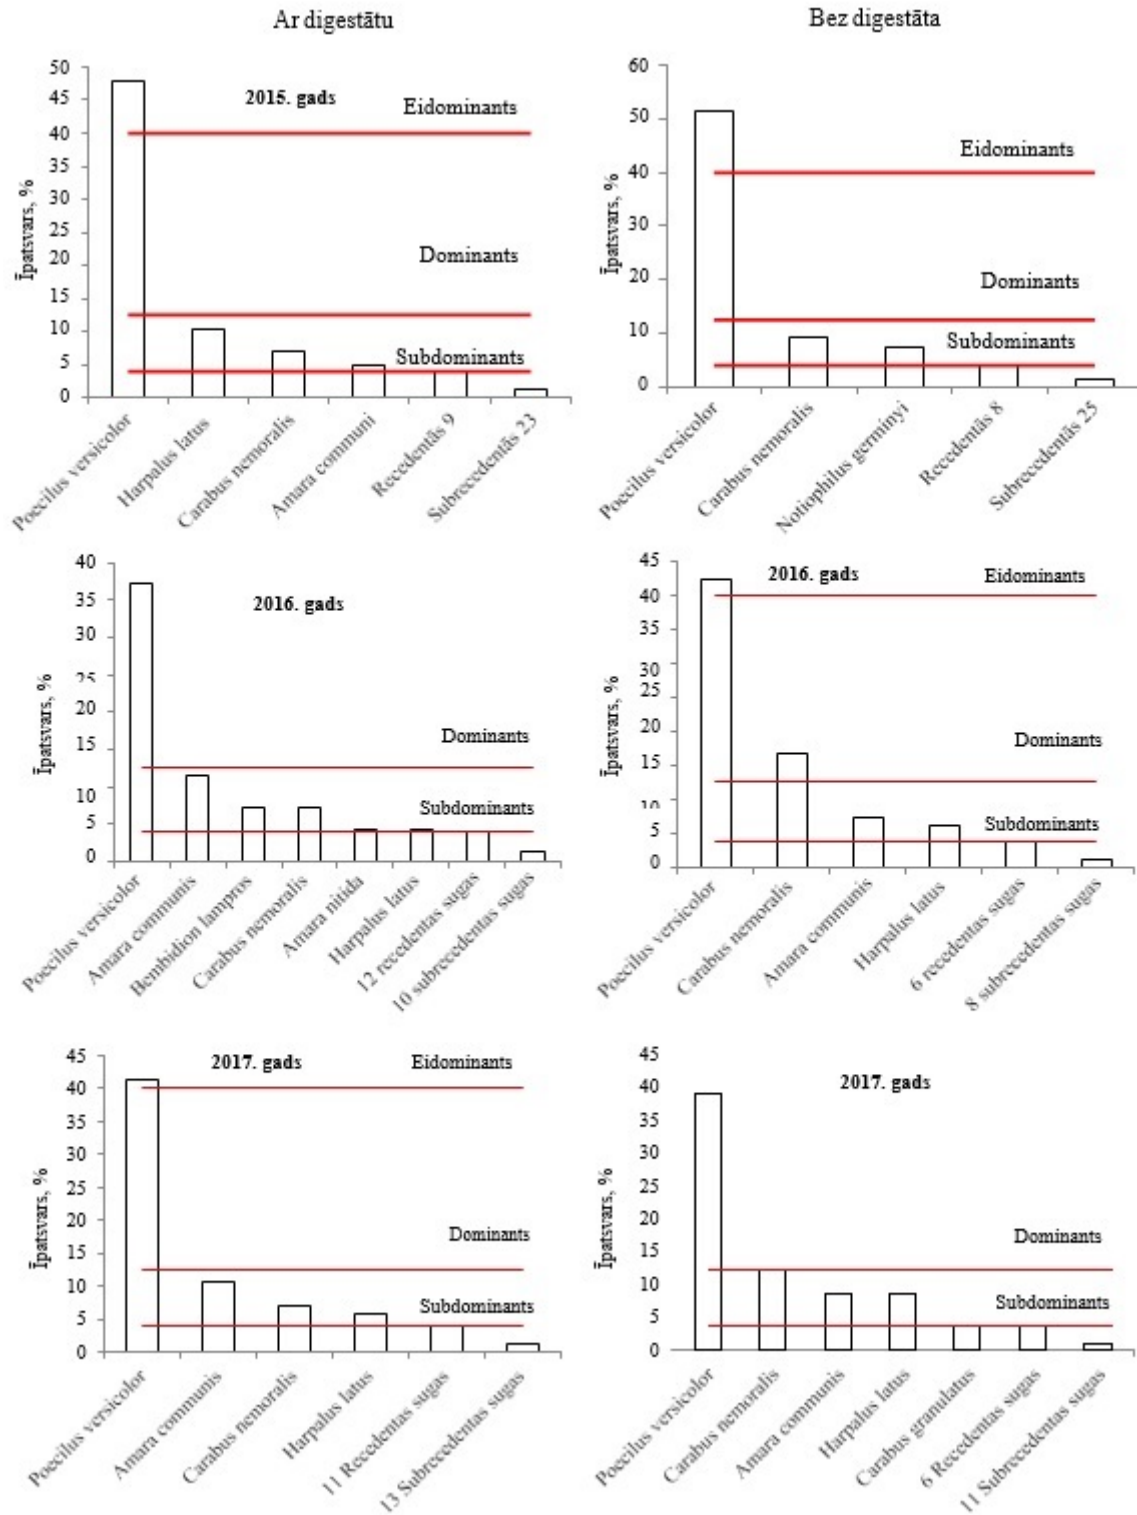 Ar digestātu
Bez digestāta
50
45
40
35
30
25
20
15
10
5
0
Īpatsvars, %
2015. gads
Eidominants
Dominants
Subdominants
Poecilus versicolor
Harpalus latus
Carabus nemoralis
Amara communi
Recedentās 9
Subrecedentās 23
60
50
40
30
20
10
0
Īpatsvars, %
Eidominants
Dominants
Subdominants
Poecilus versicolor
Carabus nemoralis
Notiophilus germinyi
Recedentās 8
Subrecedentās 25
40
35
30
25
20
15
10
5
0
Īpatsvars, %
2016. gads
Dominants
Subdominants
Poecilus versicolor
Amara communis
Bembidion lampros
Carabus nemoralis
Amara nitida
Harpalus latus
12 recedentas sugas
10 subrecedentas sugas
45
40
35
30
25
20
15
10
5
0
Īpatsvars, %
2016. gads
Eidominants
Dominants
Subdominants
Poecilus versicolor
Carabus nemoralis
Amara communis
Harpalus latus
6 recedentas sugas
8 subrecedentas sugas
45
40
35
30
25
20
15
10
5
0
Īpatsvars, %
2017. gads
Eidominants
Dominants
Subdominants
Poecilus versicolor
Amara communis
Carabus nemoralis
Harpalus latus
11 Recedentas sugas
13 Subrecedentas sugas
45
40
35
30
25
20
15
10
5
0
Īpatsvars, %
2017. gads
Dominants
Subdominants
Poecilus versicolor
Carabus nemoralis
Amara communis
Harpalus latus
Carabus granulatus
6 Recedentas sugas
11 Subrecedentas sugas